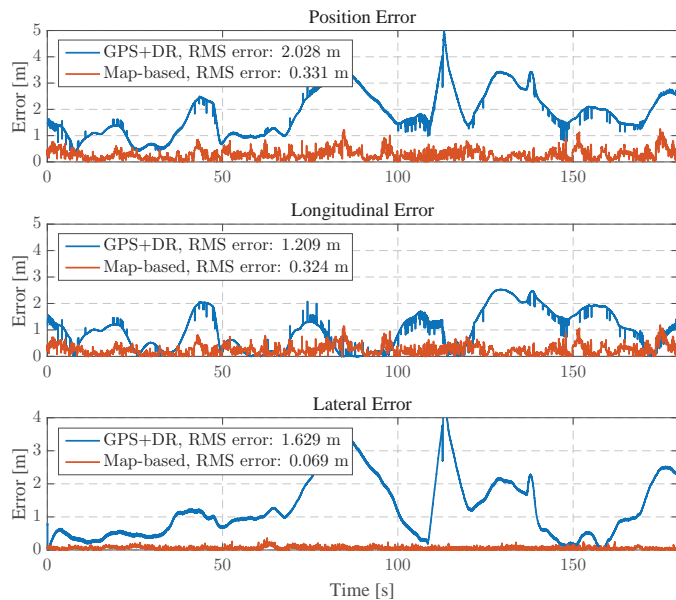 Position Error
5
4
3
2
1
0
Error [m]
GPS+DR, RMS error: 2.028 m
Map-based, RMS error: 0.331 m
0 50 100 150
Longitudinal Error
5
4
3
2
1
0
Error [m]
GPS+DR, RMS error: 1.209 m
Map-based, RMS error: 0.324 m
0 50 100 150
Lateral Error
4
3
2
1
0
Error [m]
GPS+DR, RMS error: 1.629 m
Map-based, RMS error: 0.069 m
0 50 100 150
Time [s]